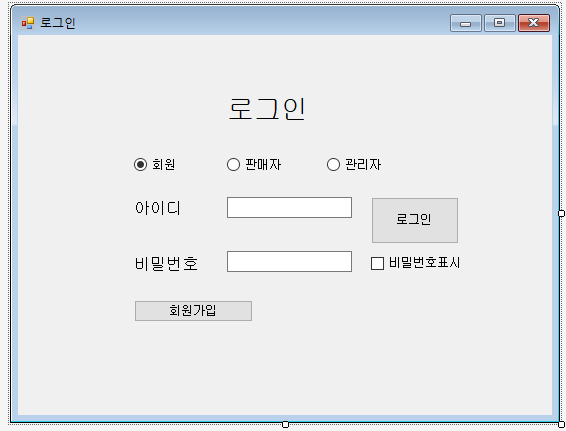 로그인
로그인
회원 판매자 관리자
아이디 로그인
비밀번호 비밀번호표시
회원가입